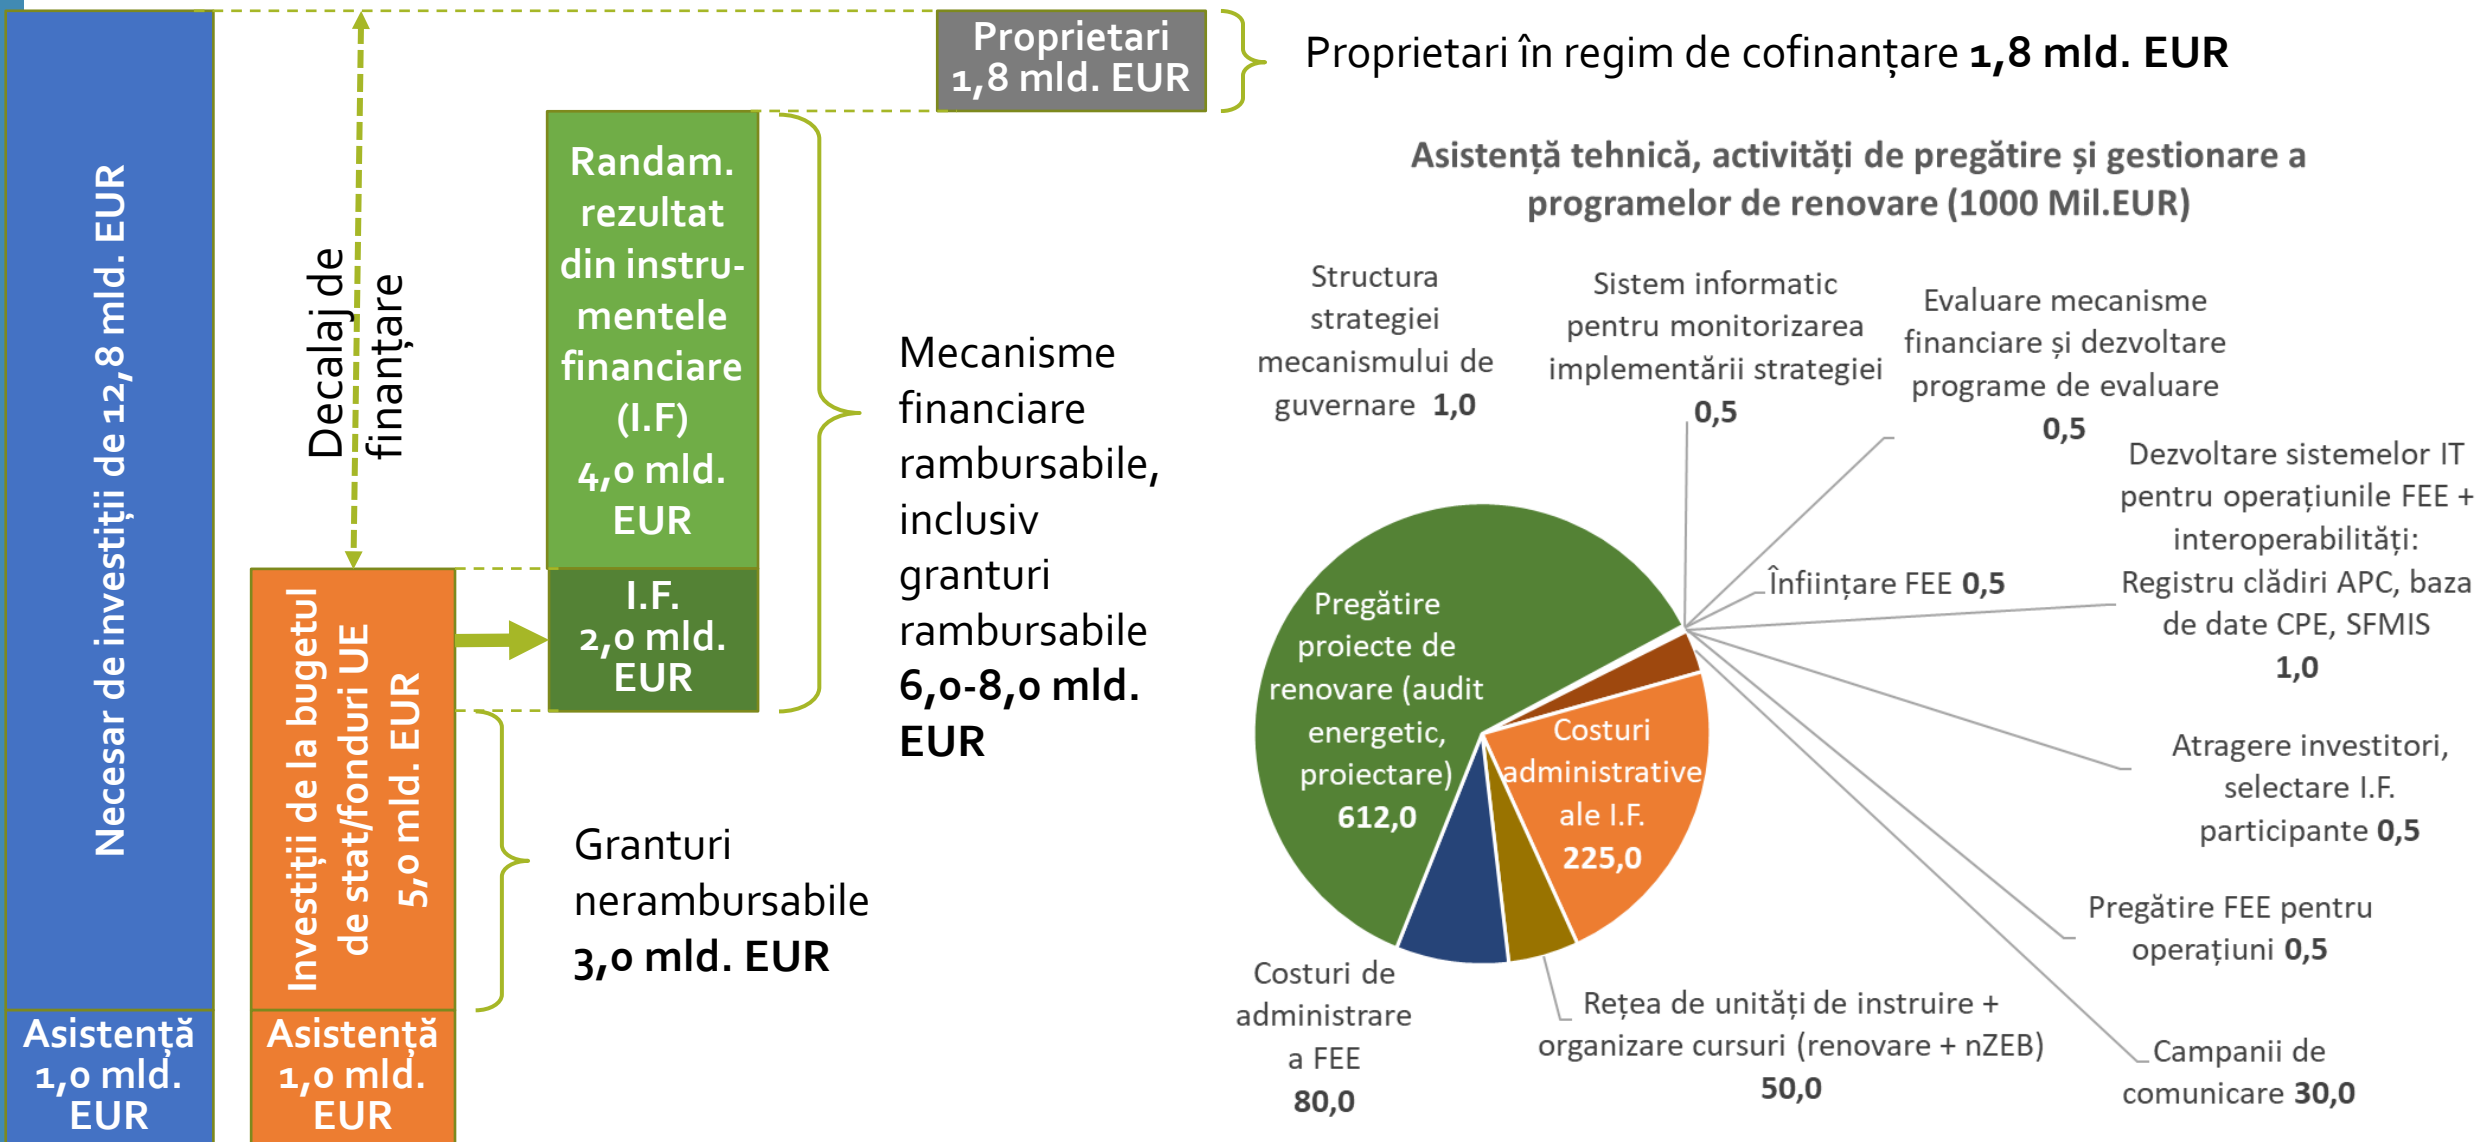 Necesar de investiții de 12,8 mld. EUR
Asistență
1,0 mld.
EUR
Decalaj de
finanțare
Investiții de la bugetul
de stat/fonduri UE
5,0 mld. EUR
Asistență
1,0 mld.
EUR
Randam.
rezultat
din instru-
mentele
financiare
(I.F)
4,0 mld.
EUR
I.F.
2,0 mld.
EUR
Granturi
nerambursabile
3,0 mld. EUR
Mecanisme
financiare
rambursabile,
inclusiv
granturi
rambursabile
6,0-8,0 mld.
EUR
Proprietari
1,8 mld. EUR
Proprietari în regim de cofinanțare 1,8 mld. EUR
Asistență tehnică, activități de pregătire și gestionare a
programelor de renovare (1000 Mil.EUR)
Structura
strategiei
mecanismului de
guvernare 1,0
Sistem informatic
pentru monitorizarea
implementării strategiei
0,5
Evaluare mecanisme
financiare și dezvoltare
programe de evaluare
0,5
Înființare FEE 0,5
Dezvoltare sistemelor IT
pentru operațiunile FEE +
interoperabilități:
Registru clădiri APC, baza
de date CPE, SFMIS
1,0
Atragere investitori,
selectare I.F.
participante 0,5
Pregătire FEE pentru
operațiuni 0,5
Campanii de
comunicare 30,0
Pregătire
proiecte de
renovare (audit
energetic,
proiectare)
612,0
Costuri
administrative
ale I.F.
225,0
Costuri de
administrare
a FEE
80,0
Rețea de unități de instruire +
organizare cursuri (renovare + nZEB)
50,0